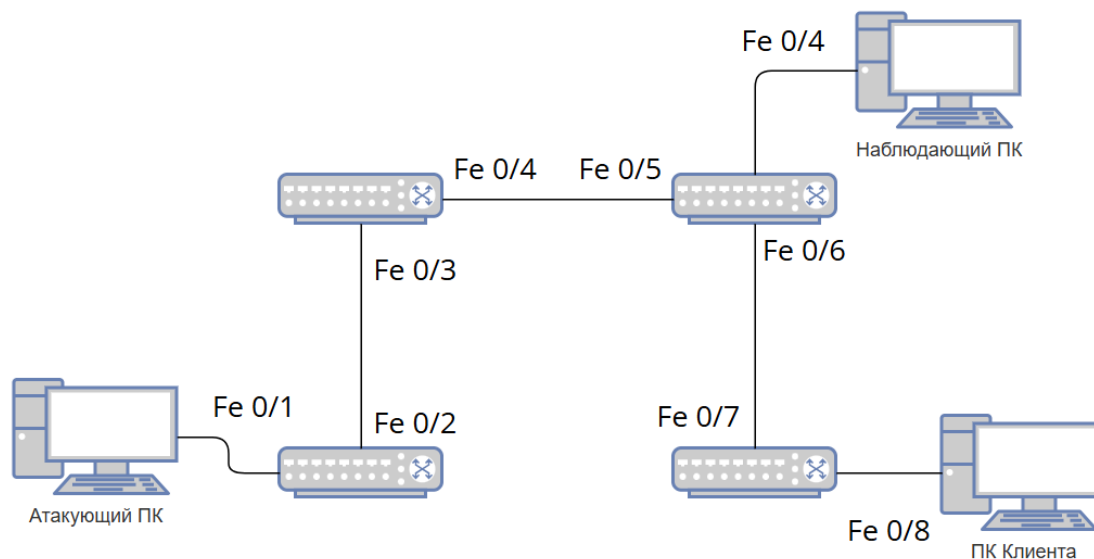 Fe 0/4
Наблюдающий ПК
Fe 0/4
Fe 0/5
Fe 0/3
Fe 0/6
Fe 0/1
Fe 0/2
Fe 0/7
Атакующий ПК
Fe 0/8
ПК Клиента